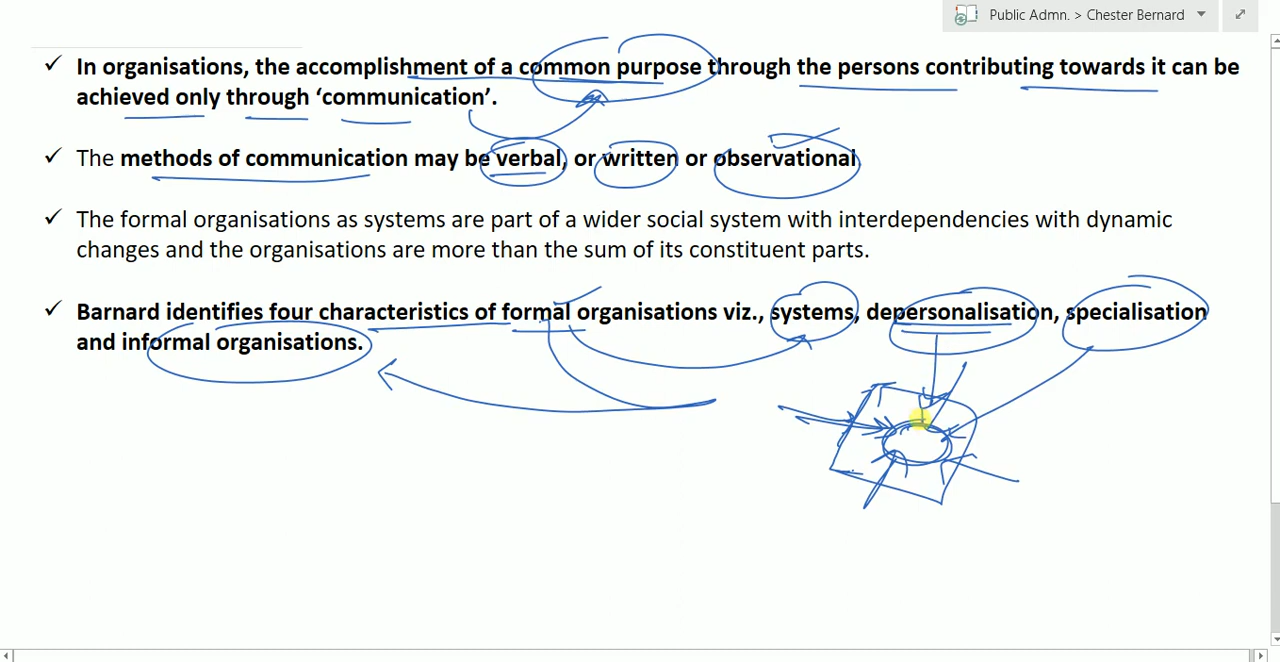 Public Admn. > Chester Bernard
✓ In organisations, the accomplishment of a common purpose through the persons contributing towards it can be
achieved only through ‘communication’.
✓ The methods of communication may be verbal, or written or observational
✓ The formal organisations as systems are part of a wider social system with interdependencies with dynamic
changes and the organisations are more than the sum of its constituent parts.
✓ Barnard identifies four characteristics of formal organisations viz., systems, depersonalisation, specialisation
and informal organisations.